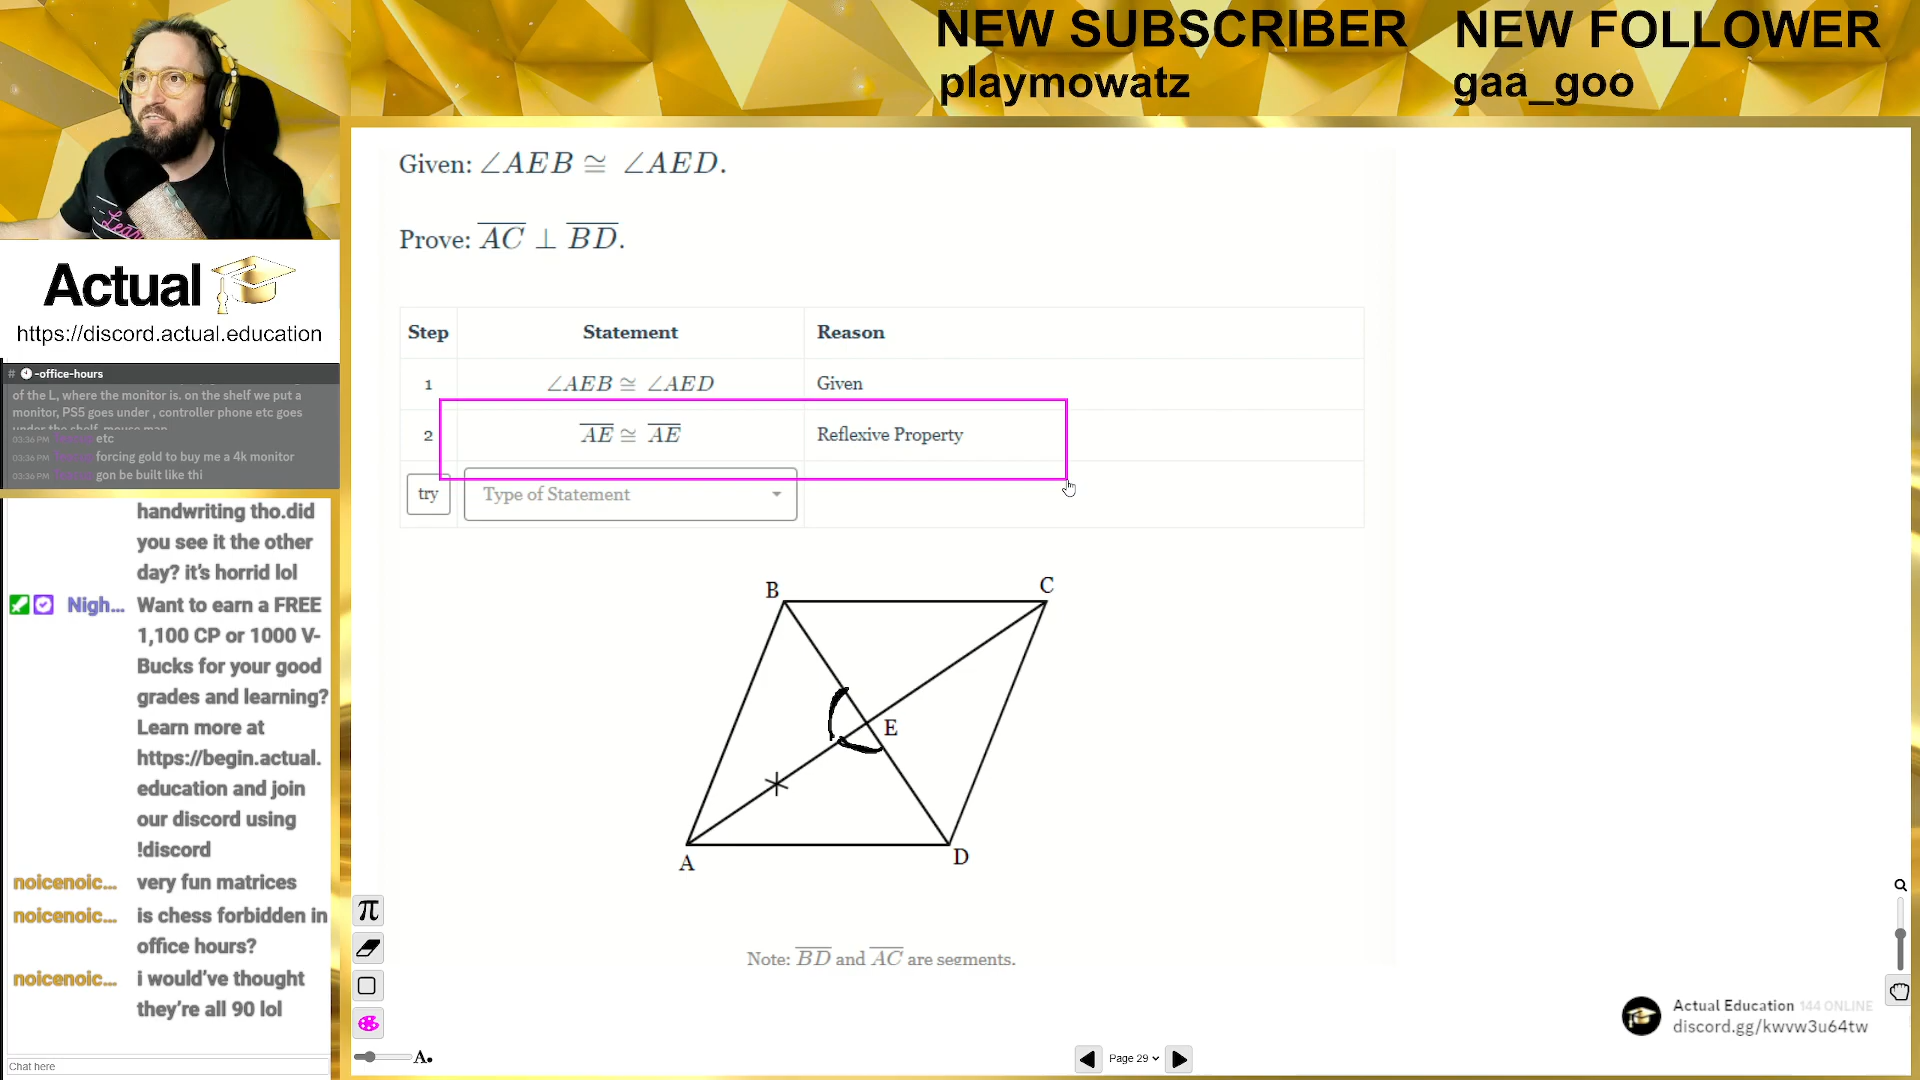 NEW SUBSCRIBER
playmowatz
NEW FOLLOWER
gaa_goo
Actual
https://discord.actual.education
# -office-hours
of the L, where the monitor is. on the shelf we put a
monitor, PS5 goes under , controller phone etc goes
under the shelf, mouse map
03:36 PM etc
03:36 PM forcing gold to buy me a 4k monitor
03:36 PM gon be built like thi
handwriting tho.did
you see it the other
day? it's horrid lol
Nigh... Want to earn a FREE
1,100 CP or 1000 V-
Bucks for your good
grades and learning?
Learn more at
https://begin.actual.
education and join
our discord using
!discord
noicenoic... very fun matrices
noicenoic... is chess forbidden in
office hours?
noicenoic... i would've thought
they're all 90 lol
Chat here
Given: ∠AEB ≅ ∠AED.
Prove: A̅C̅ ⊥ B̅D̅.
Step Statement Reason
1 ∠AEB ≅ ∠AED Given
2 A̅E̅ ≅ A̅E̅ Reflexive Property
try Type of Statement
B
C
E
A
D
Note: B̅D̅ and A̅C̅ are segments.
π
A.
Page 29
Actual Education 144 ONLINE
discord.gg/kwvw3u64tw